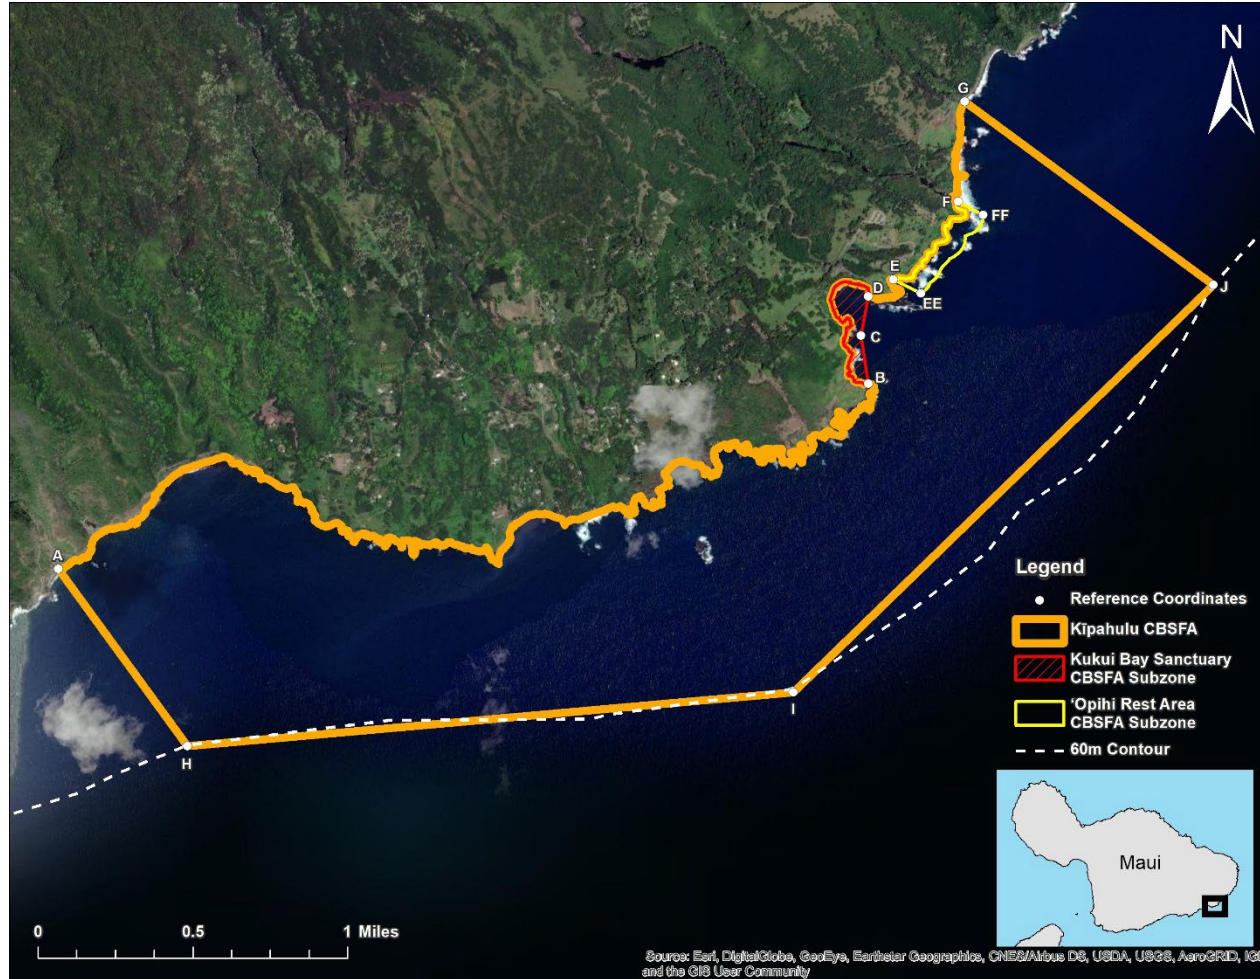 N
G
F
FF
E
D
EE
J
C
B
A
I
H
Legend
Reference Coordinates
Kīpahulu CBSFA
Kukui Bay Sanctuary
CBSFA Subzone
ʻOpihi Rest Area
CBSFA Subzone
60m Contour
Maui
0 0.5 1 Miles
Source: Esri, DigitalGlobe, GeoEye, Earthstar Geographics, CNES/Airbus DS, USDA, USGS, AeroGRID, IGN
and the GIS User Community